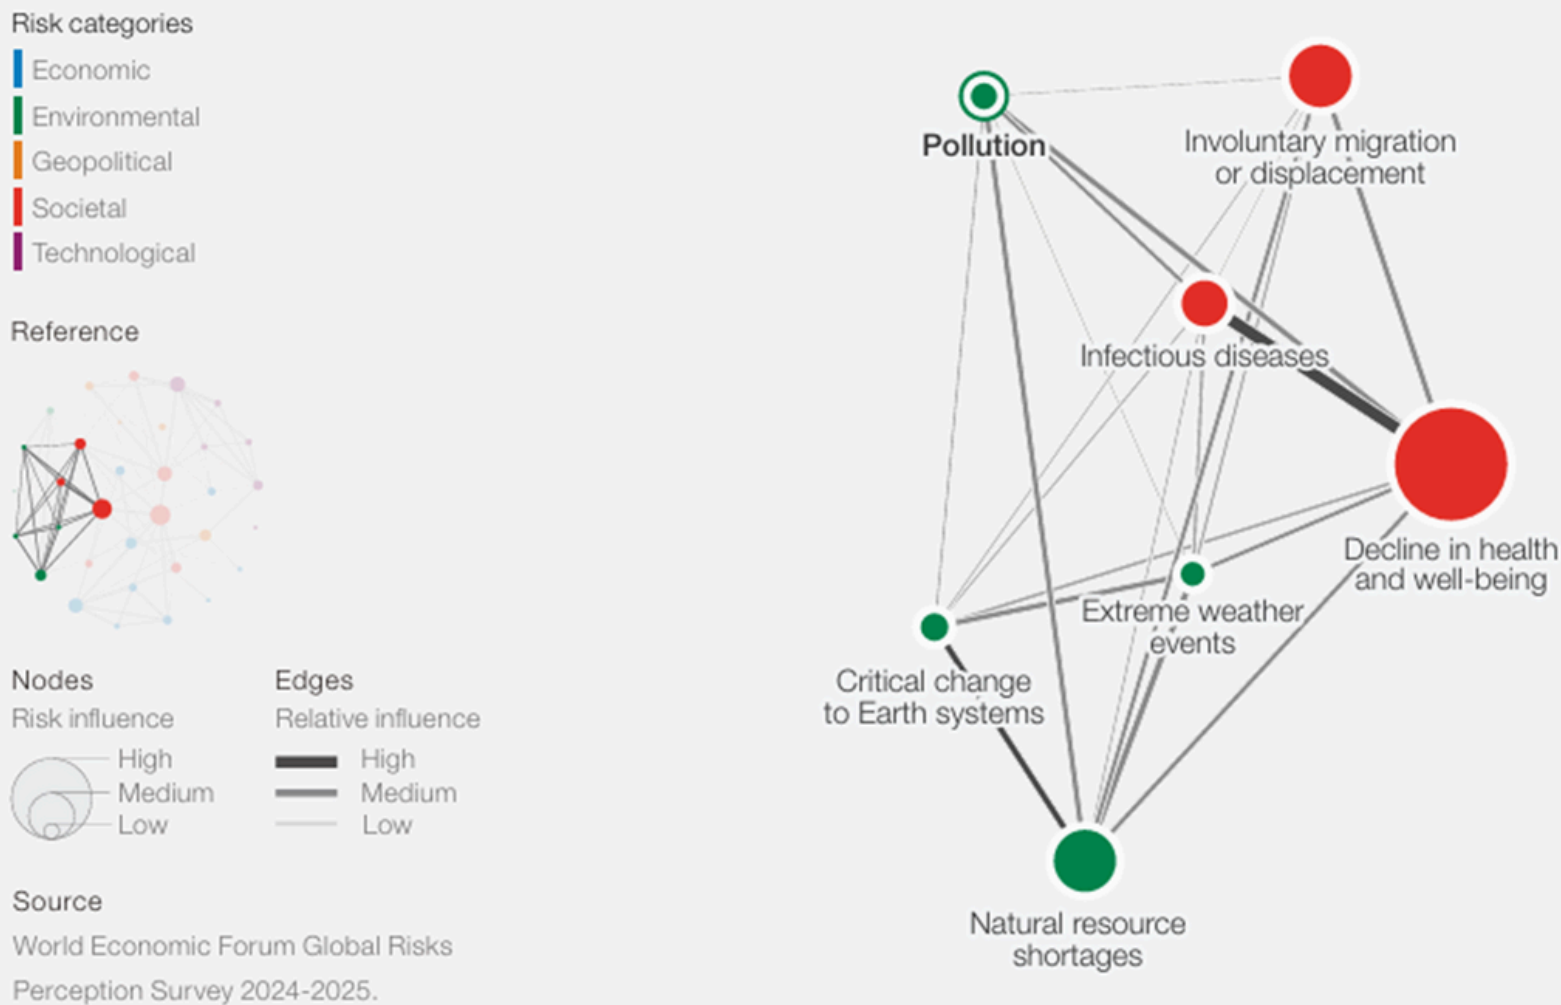 Risk categories
Economic
Environmental
Geopolitical
Societal
Technological
Reference
Nodes
Risk influence
High
Medium
Low
Edges
Relative influence
High
Medium
Low
Source
World Economic Forum Global Risks
Perception Survey 2024-2025.
Pollution
Involuntary migration
or displacement
Infectious diseases
Decline in health
and well-being
Extreme weather
events
Critical change
to Earth systems
Natural resource
shortages